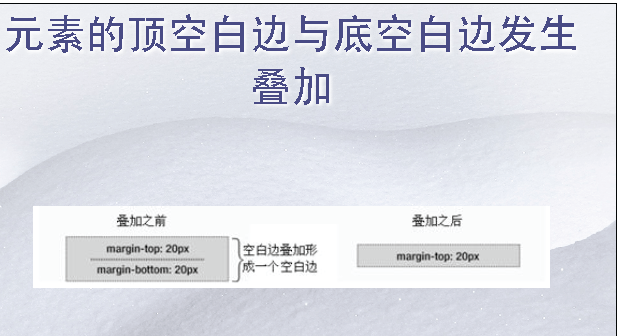 元素的顶空白边与底空白边发生
叠加
叠加之前
叠加之后
margin-top: 20px
margin-bottom: 20px
空白边叠加形
成一个空白边
margin-top: 20px